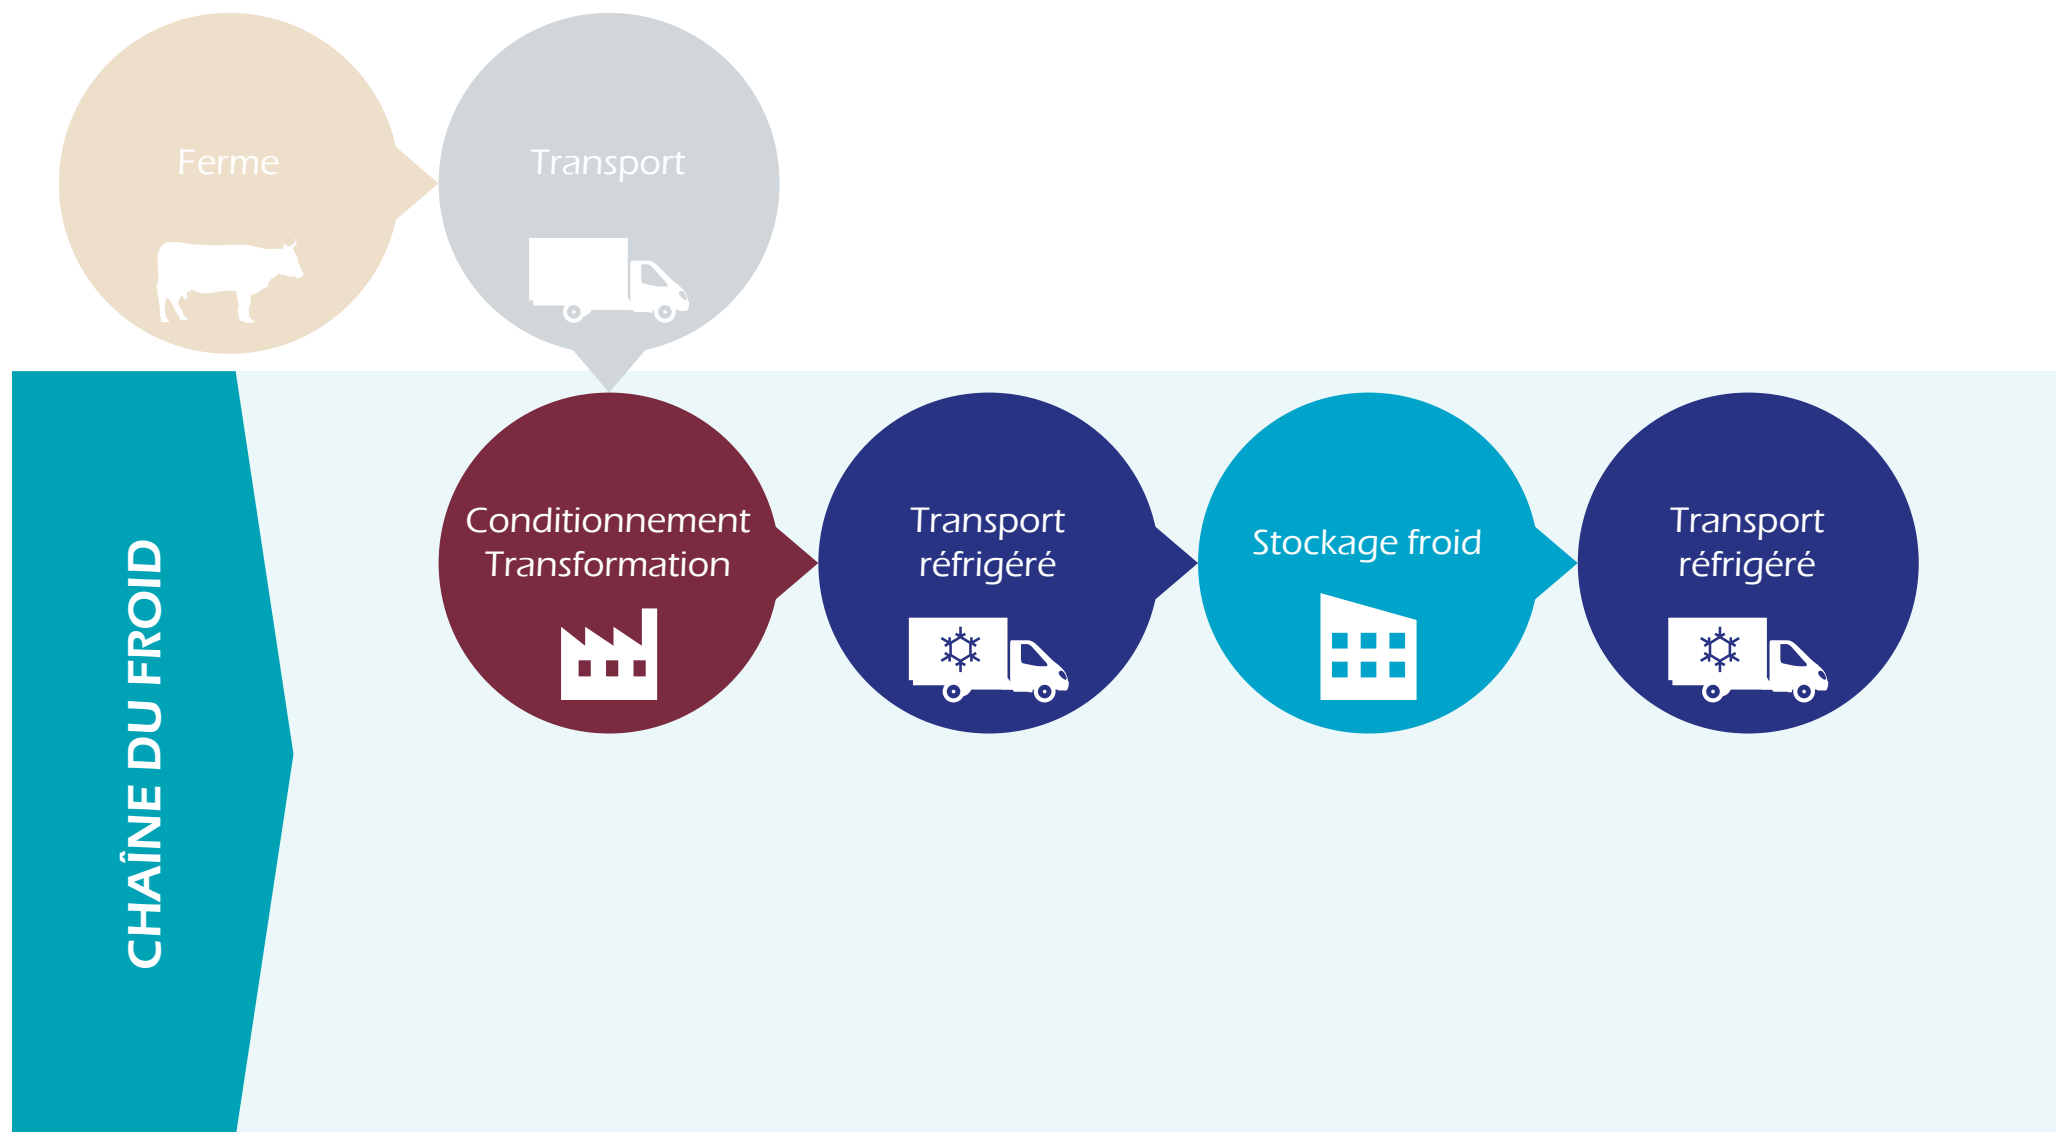 Ferme
Transport
CHAÎNE DU FROID
Conditionnement
Transformation
Transport
réfrigéré
Stockage froid
Transport
réfrigéré